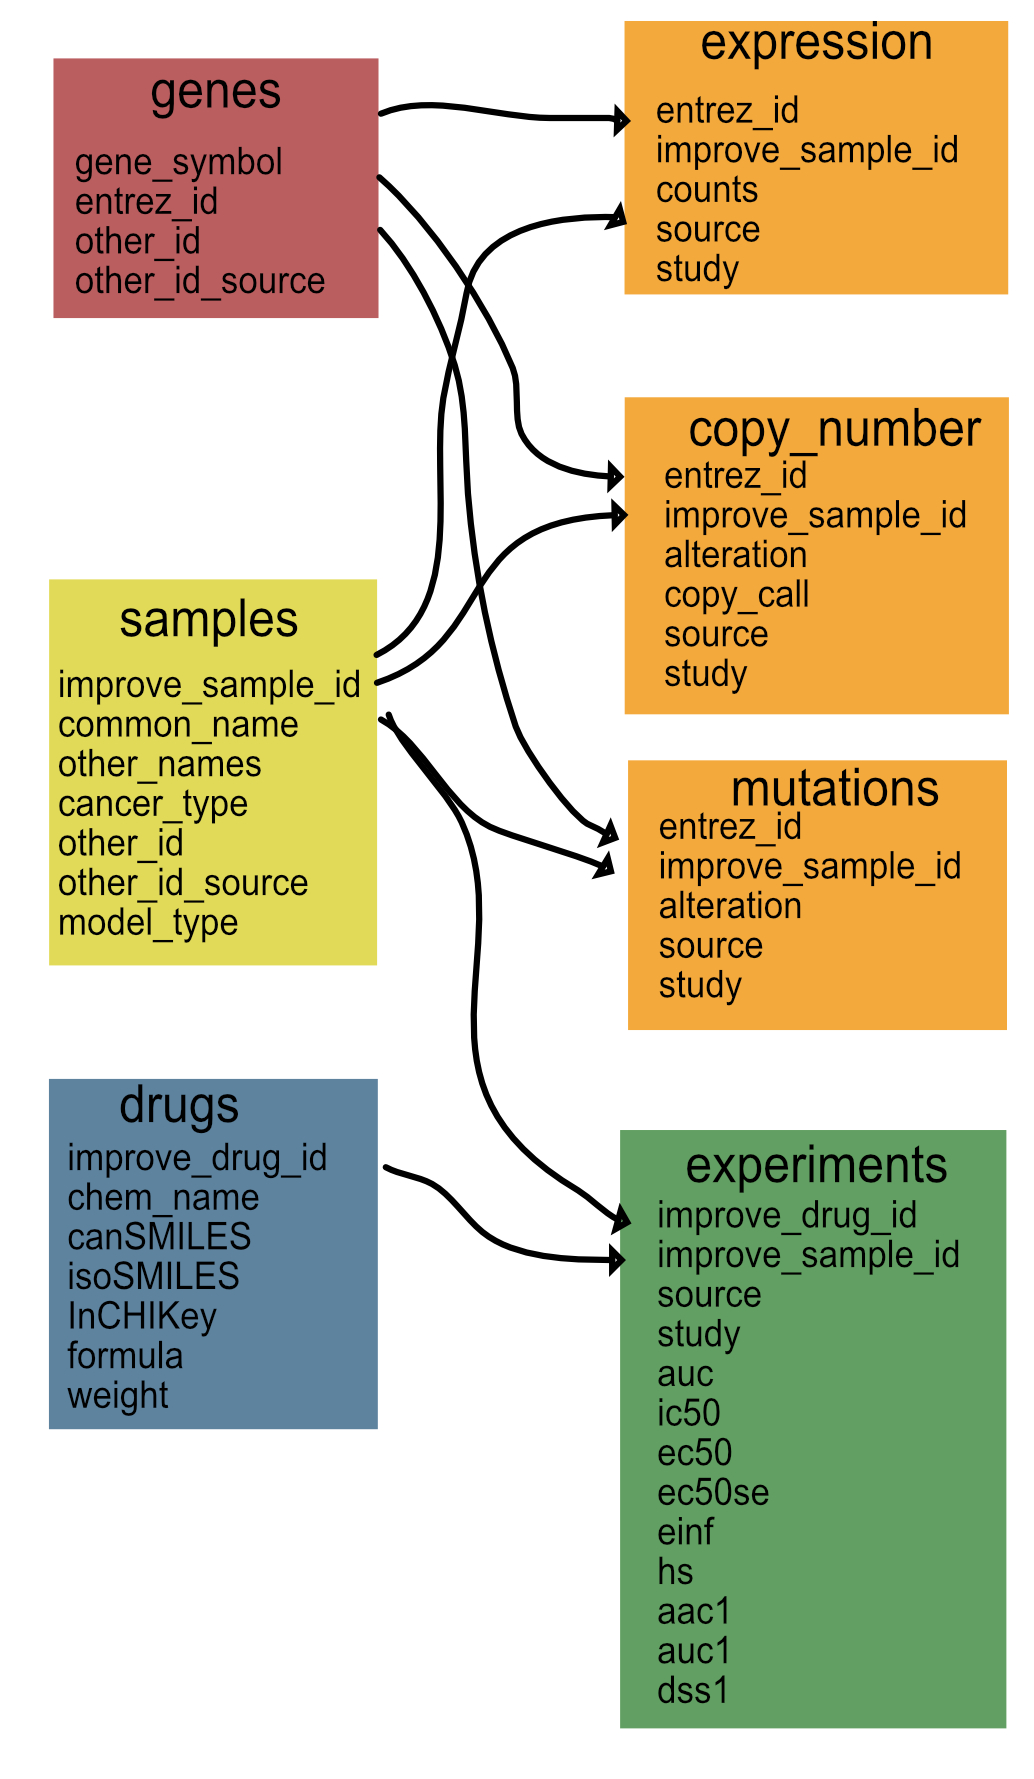 genes
gene_symbol
entrez_id
other_id
other_id_source
samples
improve_sample_id
common_name
other_names
cancer_type
other_id
other_id_source
model_type
drugs
improve_drug_id
chem_name
canSMILES
isoSMILES
InCHIKey
formula
weight
expression
entrez_id
improve_sample_id
counts
source
study
copy_number
entrez_id
improve_sample_id
alteration
copy_call
source
study
mutations
entrez_id
improve_sample_id
alteration
source
study
experiments
improve_drug_id
improve_sample_id
source
study
auc
ic50
ec50
ec50se
einf
hs
aac1
auc1
dss1